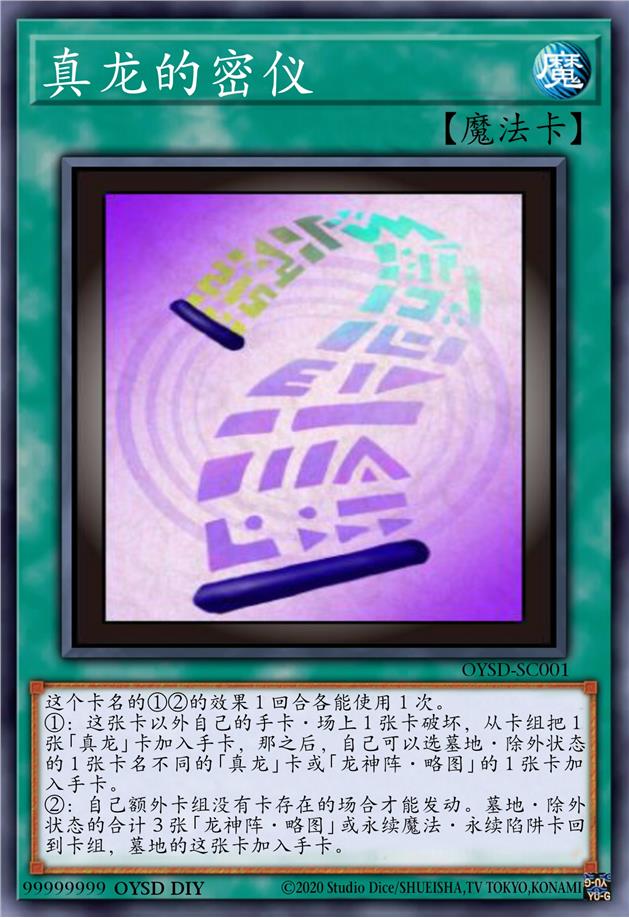 真龙的密仪
魔
【魔法卡】
OYSD-SC001
这个卡名的①②的效果1回合各能使用1次。
①：这张卡以外自己的手卡·场上1张卡破坏，从卡组把1
张「真龙」卡加入手卡，那之后，自己可以选墓地·除外状态
的1张卡名不同的「真龙」卡或「龙神阵·略图」的1张卡加
入手卡。
②：自己额外卡组没有卡存在的场合才能发动。墓地·除外
状态的合计3张「龙神阵·略图」或永续魔法·永续陷阱卡回
到卡组，墓地的这张卡加入手卡。
99999999 OYSD DIY ©2020 Studio Dice/SHUEISHA,TV TOKYO,KONAMI